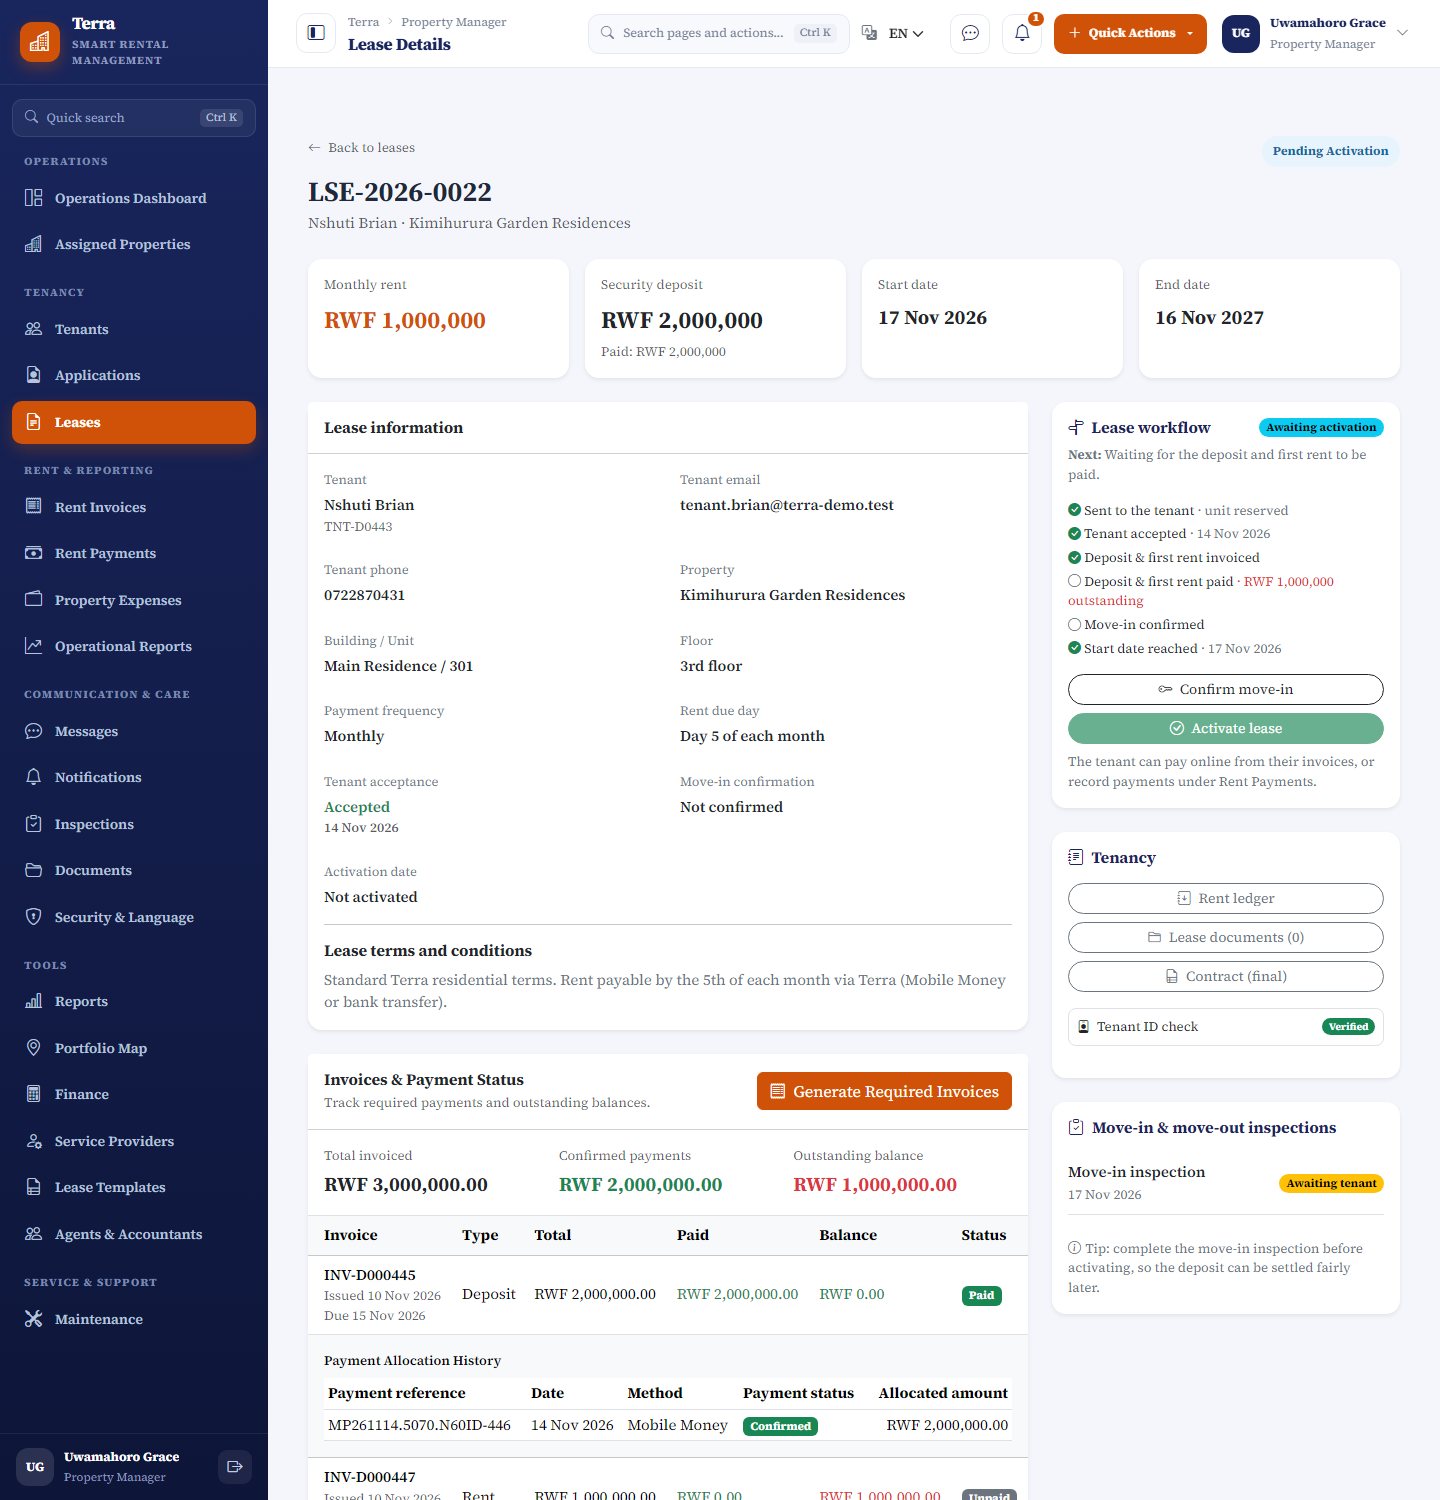 Terra
SMART RENTAL
MANAGEMENT
Quick search
Ctrl K
OPERATIONS
Operations Dashboard
Assigned Properties
TENANCY
Tenants
Applications
Leases
RENT & REPORTING
Rent Invoices
Rent Payments
Property Expenses
Operational Reports
COMMUNICATION & CARE
Messages
Notifications
Inspections
Documents
Security & Language
TOOLS
Reports
Portfolio Map
Finance
Service Providers
Lease Templates
Agents & Accountants
SERVICE & SUPPORT
Maintenance
UG
Uwamahoro Grace
Property Manager
Terra
Property Manager
Lease Details
Search pages and actions...
Ctrl K
EN
1
Quick Actions
UG
Uwamahoro Grace
Property Manager
← Back to leases
Pending Activation
LSE-2026-0022
Nshuti Brian · Kimihurura Garden Residences
Monthly rent
RWF 1,000,000
Security deposit
RWF 2,000,000
Paid: RWF 2,000,000
Start date
17 Nov 2026
End date
16 Nov 2027
Lease information
Tenant
Nshuti Brian
TNT-D0443
Tenant email
tenant.brian@terra-demo.test
Tenant phone
0722870431
Property
Kimihurura Garden Residences
Building / Unit
Main Residence / 301
Floor
3rd floor
Payment frequency
Monthly
Rent due day
Day 5 of each month
Tenant acceptance
Accepted
14 Nov 2026
Move-in confirmation
Not confirmed
Activation date
Not activated
Lease terms and conditions
Standard Terra residential terms. Rent payable by the 5th of each month via Terra (Mobile Money
or bank transfer).
Invoices & Payment Status
Track required payments and outstanding balances.
Generate Required Invoices
Total invoiced
RWF 3,000,000.00
Confirmed payments
RWF 2,000,000.00
Outstanding balance
RWF 1,000,000.00
Invoice Type Total Paid Balance Status
INV-D000445
Issued 10 Nov 2026
Due 15 Nov 2026
Deposit RWF 2,000,000.00 RWF 2,000,000.00 RWF 0.00 Paid
Payment Allocation History
Payment reference Date Method Payment status Allocated amount
MP261114.5070.N60ID-446 14 Nov 2026 Mobile Money Confirmed RWF 2,000,000.00
INV-D000447
Issued 10 Nov 2026
Rent RWF 1,000,000.00 RWF 0.00 RWF 1,000,000.00 Unpaid
Lease workflow
Awaiting activation
Next: Waiting for the deposit and first rent to be
paid.
Sent to the tenant · unit reserved
Tenant accepted · 14 Nov 2026
Deposit & first rent invoiced
Deposit & first rent paid · RWF 1,000,000
outstanding
Move-in confirmed
Start date reached · 17 Nov 2026
Confirm move-in
Activate lease
The tenant can pay online from their invoices, or
record payments under Rent Payments.
Tenancy
Rent ledger
Lease documents (0)
Contract (final)
Tenant ID check
Verified
Move-in & move-out inspections
Move-in inspection
17 Nov 2026
Awaiting tenant
Tip: complete the move-in inspection before
activating, so the deposit can be settled fairly
later.